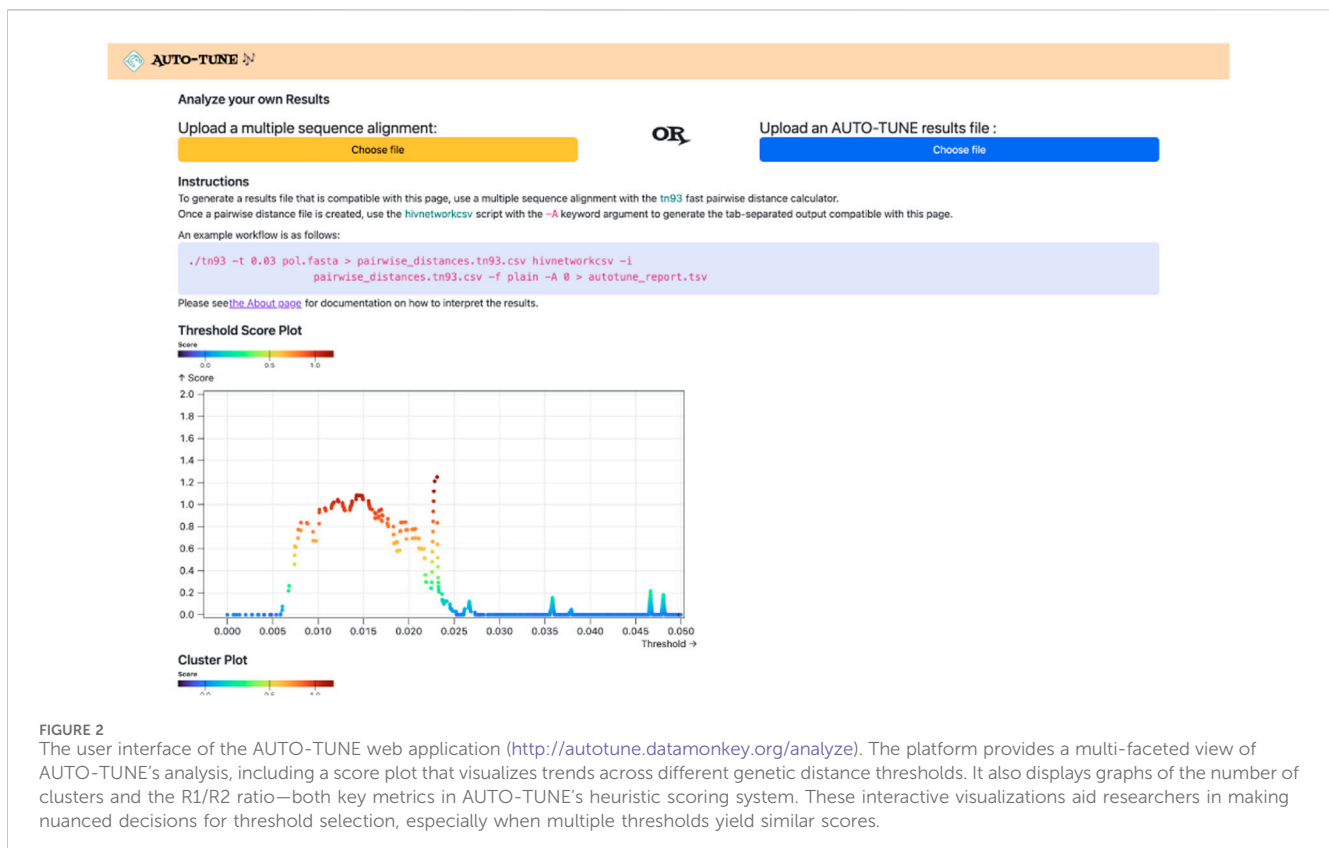 AUTO-TUNE
Analyze your own Results
Upload a multiple sequence alignment:
Choose file
OR
Upload an AUTO-TUNE results file :
Choose file
Instructions
To generate a results file that is compatible with this page, use a multiple sequence alignment with the tn93 fast pairwise distance calculator.
Once a pairwise distance file is created, use the hivnetworkcsv script with the -A keyword argument to generate the tab-separated output compatible with this page.
An example workflow is as follows:
./tn93 -t 0.03 pol.fasta > pairwise_distances.tn93.csv hivnetworkcsv -i
pairwise_distances.tn93.csv -f plain -A 0 > autotune_report.tsv
Please seethe About page for documentation on how to interpret the results.
Threshold Score Plot
Score
0.0 0.5 1.0
↑ Score
2.0
1.8
1.6
1.4
1.2
1.0
0.8
0.6
0.4
0.2
0.0
0.000 0.005 0.010 0.015 0.020 0.025 0.030 0.035 0.040 0.045 0.050
Threshold →
Cluster Plot
Score
0.0 0.5 1.0
FIGURE 2
The user interface of the AUTO-TUNE web application (http://autotune.datamonkey.org/analyze). The platform provides a multi-faceted view of
AUTO-TUNE's analysis, including a score plot that visualizes trends across different genetic distance thresholds. It also displays graphs of the number of
clusters and the R1/R2 ratio—both key metrics in AUTO-TUNE's heuristic scoring system. These interactive visualizations aid researchers in making
nuanced decisions for threshold selection, especially when multiple thresholds yield similar scores.